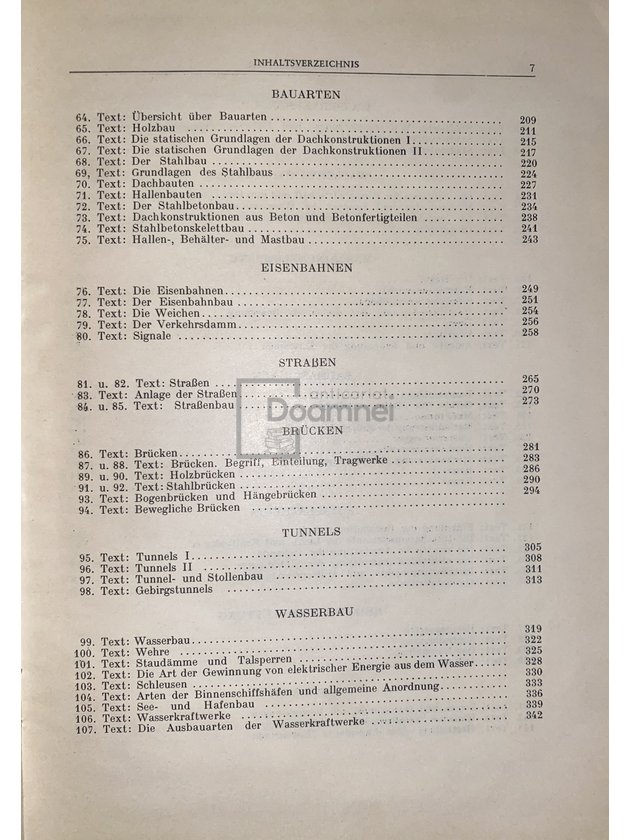 INHALTSVERZEICHNIS 7
BAUARTEN
64. Text: Übersicht über Bauarten 209
65. Text: Holzbau 211
66. Text: Die statischen Grundlagen der Dachkonstruktionen I 215
67. Text: Die statischen Grundlagen der Dachkonstruktionen II 217
68. Text: Der Stahlbau 220
69, Text: Grundlagen des Stahlbaus 224
70. Text: Dachbauten 227
71. Text: Hallenbauten 231
72. Text: Der Stahlbetonbau 234
73. Text: Dachkonstruktionen aus Beton und Betonfertigteilen 238
74. Text: Stahlbetonskelettbau 241
75. Text: Hallen-, Behälter- und Mastbau 243
EISENBAHNEN
76. Text: Die Eisenbahnen 249
77. Text: Der Eisenbahnbau 251
78. Text: Die Weichen 254
79. Text: Der Verkehrsdamm 256
80. Text: Signale 258
STRAßEN
81. u. 82. Text: Straßen 265
83. Text: Anlage der Straßen 270
84. u. 85. Text: Straßenbau 273
anticariat
Doamnei
BRÜCKEN
86. Text: Brücken 281
87. u. 88. Text: Brücken. Begriff, Einteilung, Tragwerke 283
89. u. 90. Text: Holzbrücken 286
91. u. 92. Text: Stahlbrücken 290
93. Text: Bogenbrücken und Hängebrücken 294
94. Text: Bewegliche Brücken
TUNNELS
95. Text: Tunnels I 305
96. Text: Tunnels II 308
97. Text: Tunnel- und Stollenbau 311
98. Text: Gebirgstunnels 313
WASSERBAU
99. Text: Wasserbau 319
100. Text: Wehre 322
101. Text: Staudämme und Talsperren 325
102. Text: Die Art der Gewinnung von elektrischer Energie aus dem Wasser 328
103. Text: Schleusen 330
104. Text: Arten der Binnenschiffshäfen und allgemeine Anordnung 333
105. Text: See- und Hafenbau 336
106. Text: Wasserkraftwerke 339
107. Text: Die Ausbauarten der Wasserkraftwerke 342